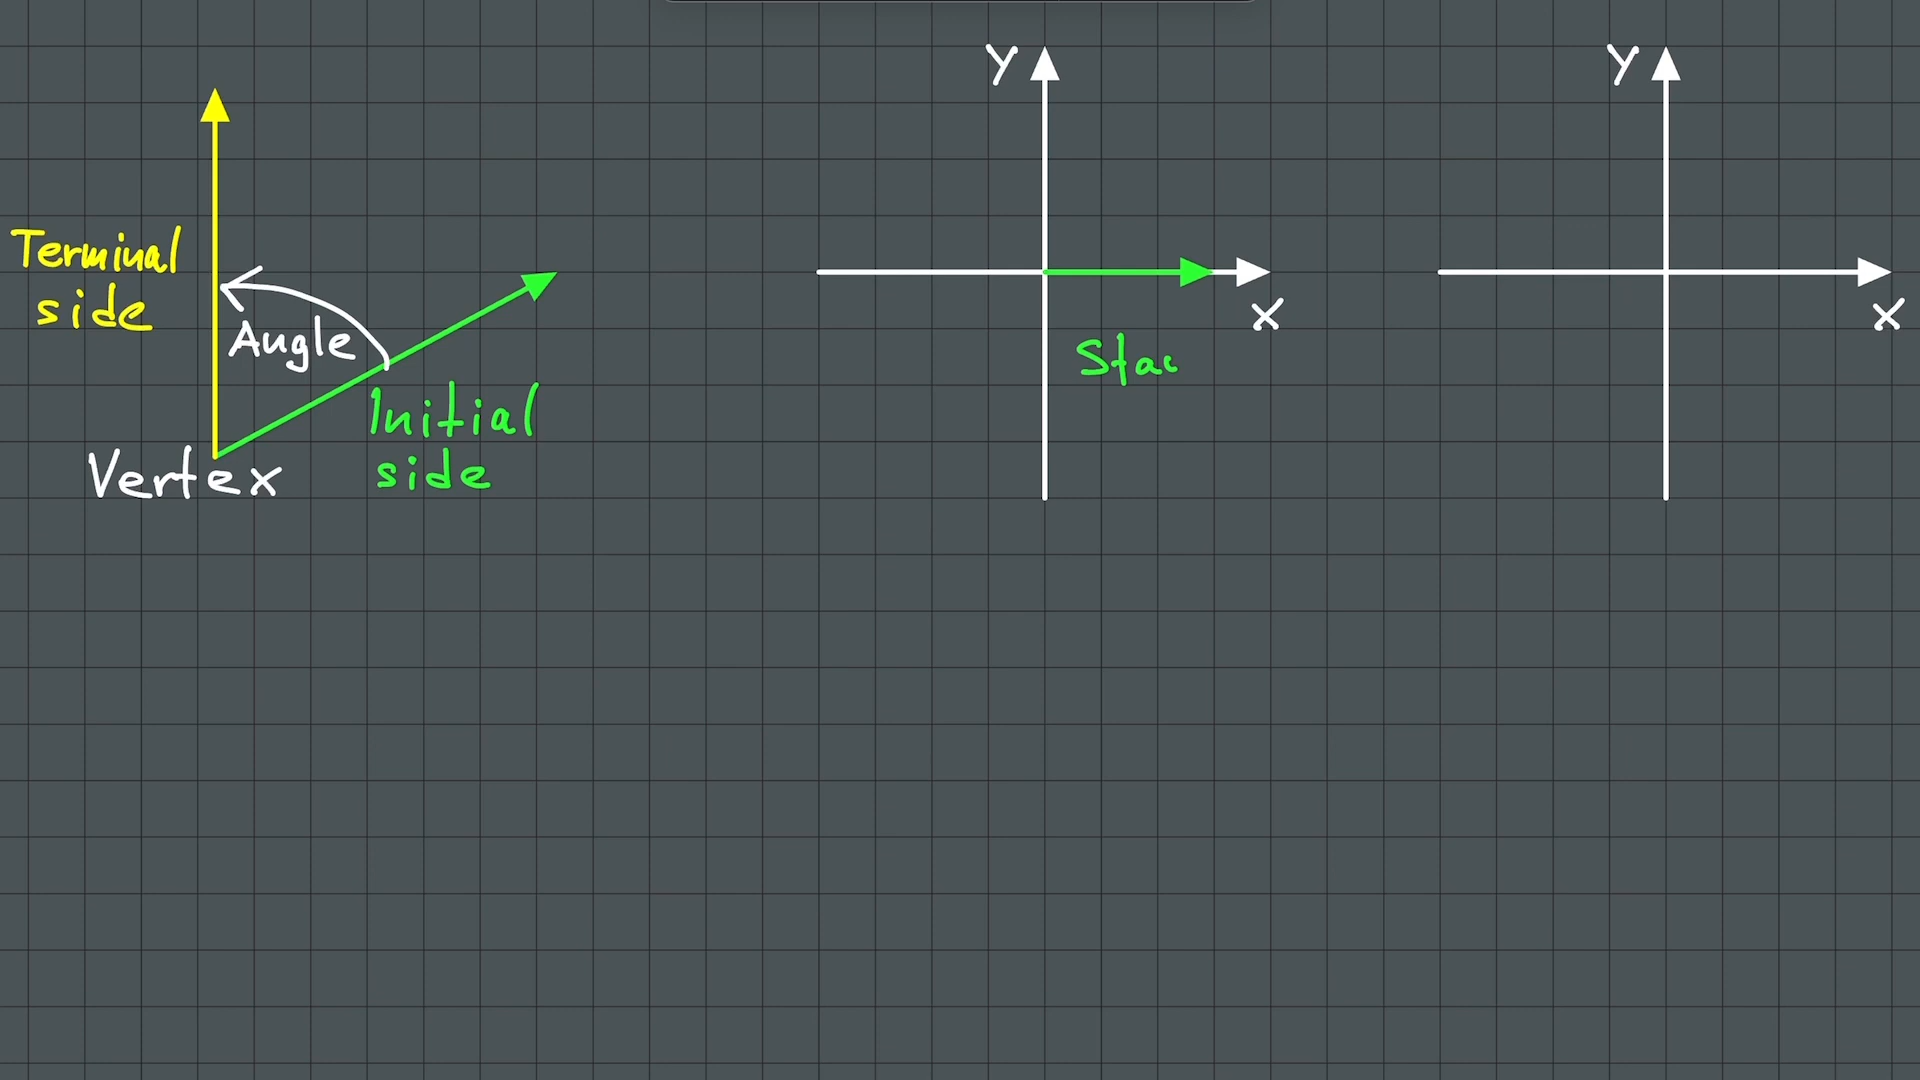 Terminal
side
Angle
Initial
side
Vertex
y
x
y
x